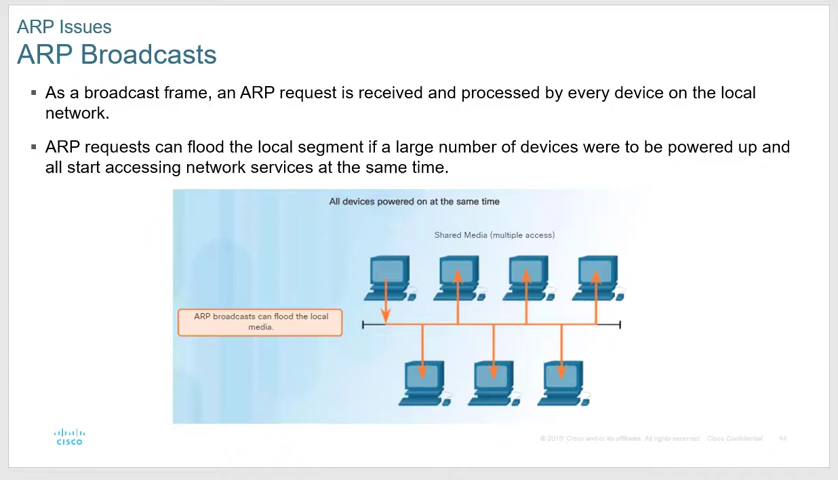 ARP Issues
ARP Broadcasts
▪ As a broadcast frame, an ARP request is received and processed by every device on the local
network.
▪ ARP requests can flood the local segment if a large number of devices were to be powered up and
all start accessing network services at the same time.
All devices powered on at the same time
Shared Media (multiple access)
ARP broadcasts can flood the local
media.
CISCO
© 2016 Cisco and/or its affiliates. All rights reserved. Cisco Confidential 94